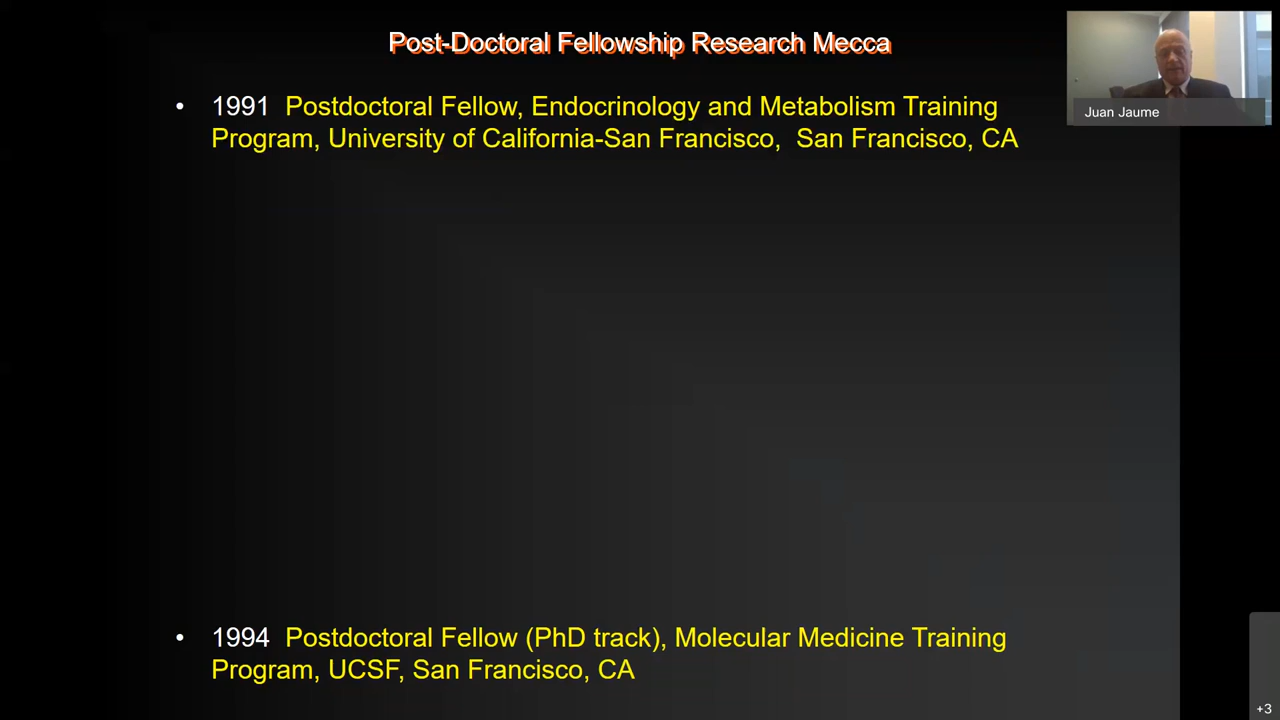 Post-Doctoral Fellowship Research Mecca
Juan Jaume
• 1991 Postdoctoral Fellow, Endocrinology and Metabolism Training
Program, University of California-San Francisco, San Francisco, CA
• 1994 Postdoctoral Fellow (PhD track), Molecular Medicine Training
Program, UCSF, San Francisco, CA
+3